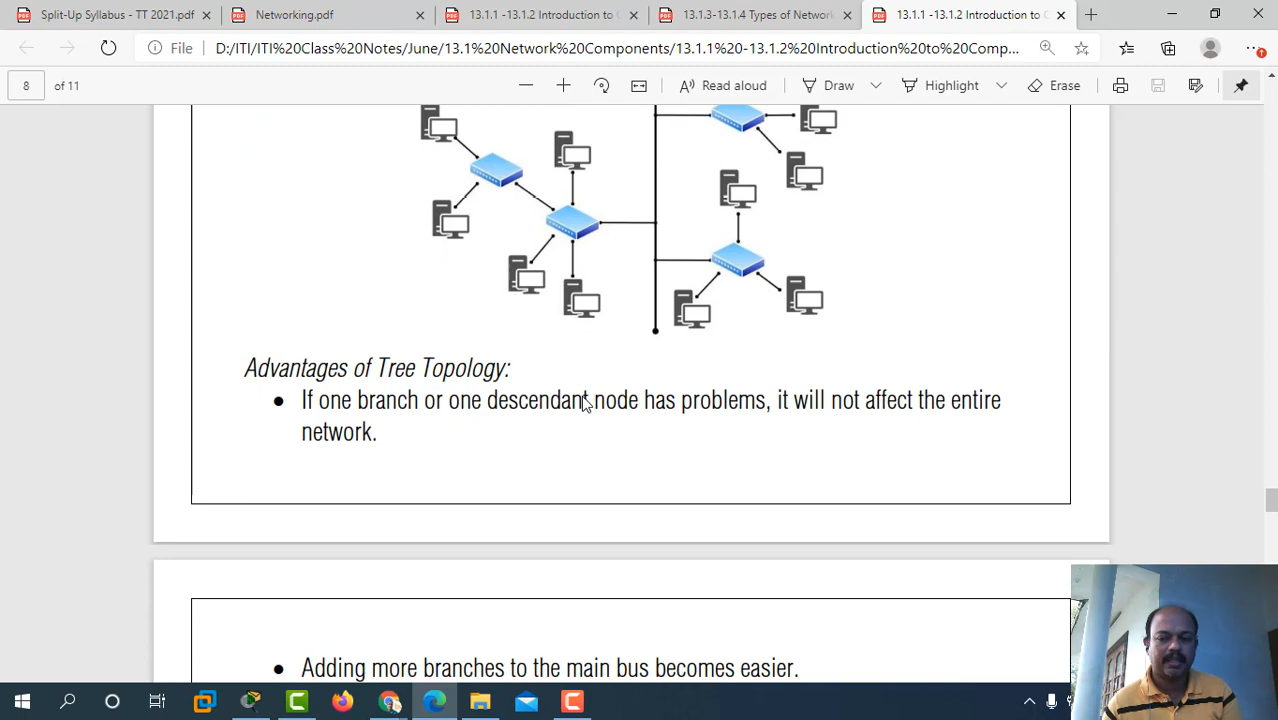 Split-Up Syllabus - TT 2021.pdf
Networking.pdf
13.1.1 -13.1.2 Introduction to C
13.1.3-13.1.4 Types of Network
13.1.1 -13.1.2 Introduction to C
File
D:/ITI/ITI%20Class%20Notes/June/13.1%20Network%20Components/13.1.1%20-13.1.2%20Introduction%20to%20Comp...
8 of 11
Read aloud
Draw
Highlight
Erase
Advantages of Tree Topology:
● If one branch or one descendant node has problems, it will not affect the entire
network.
● Adding more branches to the main bus becomes easier.